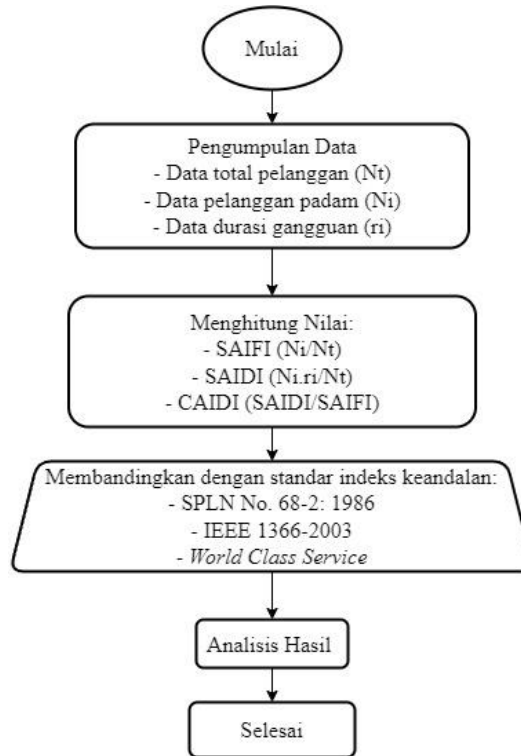 Mulai
Pengumpulan Data
- Data total pelanggan (Nt)
- Data pelanggan padam (Ni)
- Data durasi gangguan (ri)
Menghitung Nilai:
- SAIFI (Ni/Nt)
- SAIDI (Ni.ri/Nt)
- CAIDI (SAIDI/SAIFI)
Membandingkan dengan standar indeks keandalan:
- SPLN No. 68-2: 1986
- IEEE 1366-2003
- World Class Service
Analisis Hasil
Selesai